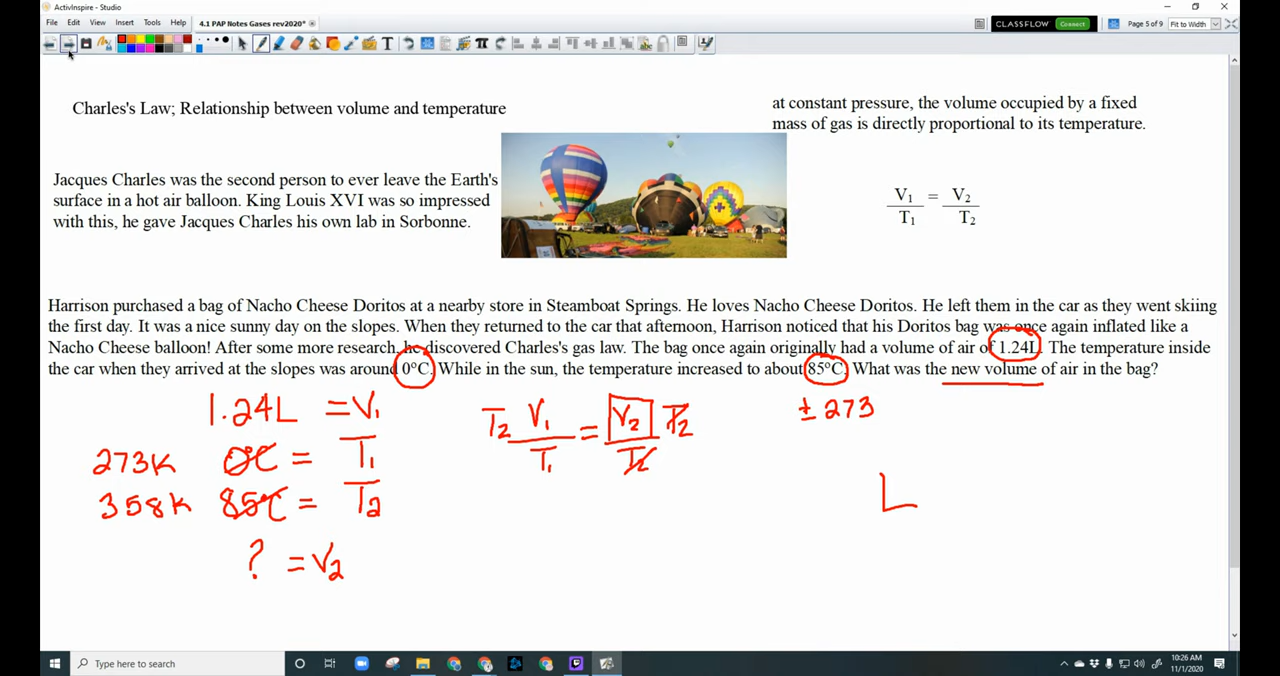 ActivInspire - Studio
File Edit View Insert Tools Help 4.1 PAP Notes Gases rev2020* CLASSFLOW Connect Page 5 of 9 Fit to Width
Charles's Law; Relationship between volume and temperature
at constant pressure, the volume occupied by a fixed
mass of gas is directly proportional to its temperature.
Jacques Charles was the second person to ever leave the Earth's
surface in a hot air balloon. King Louis XVI was so impressed
with this, he gave Jacques Charles his own lab in Sorbonne.
V₁ = V₂
T₁ T₂
Harrison purchased a bag of Nacho Cheese Doritos at a nearby store in Steamboat Springs. He loves Nacho Cheese Doritos. He left them in the car as they went skiing
the first day. It was a nice sunny day on the slopes. When they returned to the car that afternoon, Harrison noticed that his Doritos bag was once again inflated like a
Nacho Cheese balloon! After some more research, he discovered Charles's gas law. The bag once again originally had a volume of air of 1.24L. The temperature inside
the car when they arrived at the slopes was around 0°C. While in the sun, the temperature increased to about 85°C. What was the new volume of air in the bag?
1.24L = V₁
T₂ V₁ = V₂ T₂
T₁ T₂
± 273
273K 0°C = T₁
358K 85°C = T₂
L
? = V₂
Type here to search
10:26 AM
11/1/2020